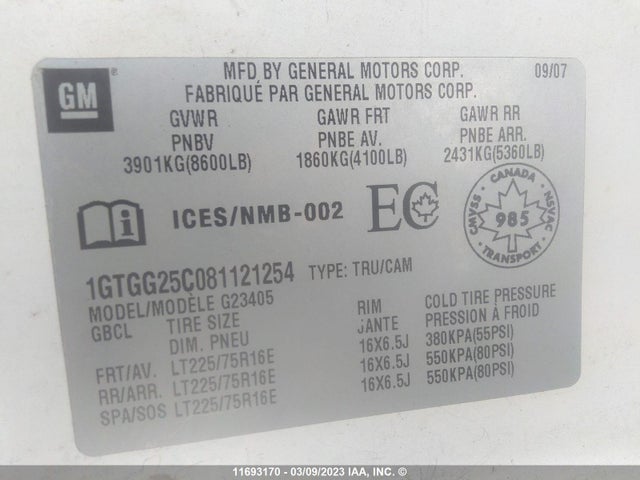 GM
MFD BY GENERAL MOTORS CORP. 09/07
FABRIQUÉ PAR GENERAL MOTORS CORP.
GVWR GAWR FRT GAWR RR
PNBV PNBE AV. PNBE ARR.
3901KG(8600LB) 1860KG(4100LB) 2431KG(5360LB)
ICES/NMB-002 EC
CANADA
CMVSS 985 NSVAC
1GTGG25C081121254 TYPE: TRU/CAM
MODEL/MODÈLE G23405
GBCL TIRE SIZE RIM COLD TIRE PRESSURE
DIM. PNEU JANTE PRESSION À FROID
FRT/AV. LT225/75R16E 16X6.5J 380KPA(55PSI)
RR/ARR. LT225/75R16E 16X6.5J 550KPA(80PSI)
SPA/SOS LT225/75R16E 16X6.5J 550KPA(80PSI)
11693170 - 03/09/2023 IAA, INC. ©